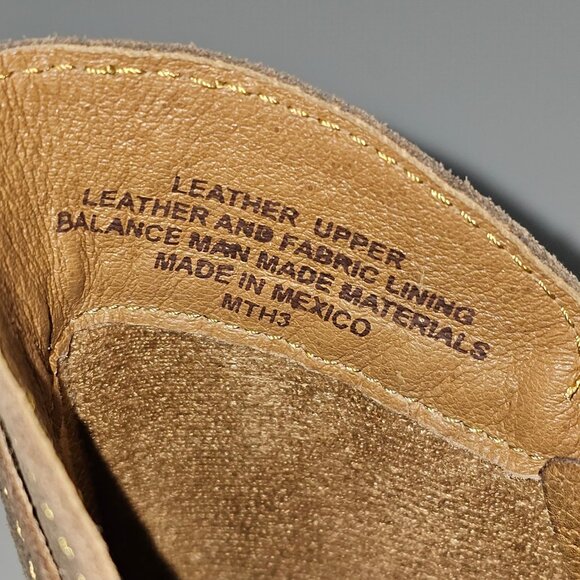 LEATHER UPPER
LEATHER AND FABRIC LINING
BALANCE MAN MADE MATERIALS
MADE IN MEXICO
MTH3